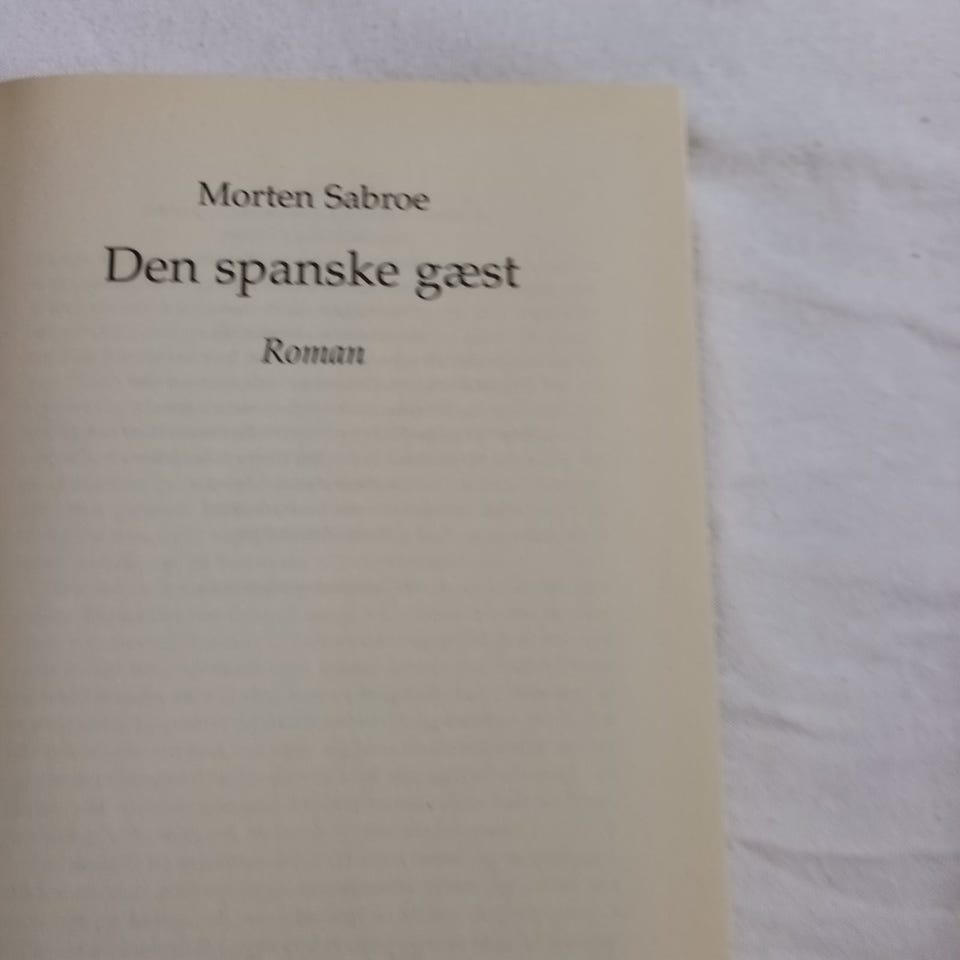 Morten Sabroe
Den spanske gæst
Roman